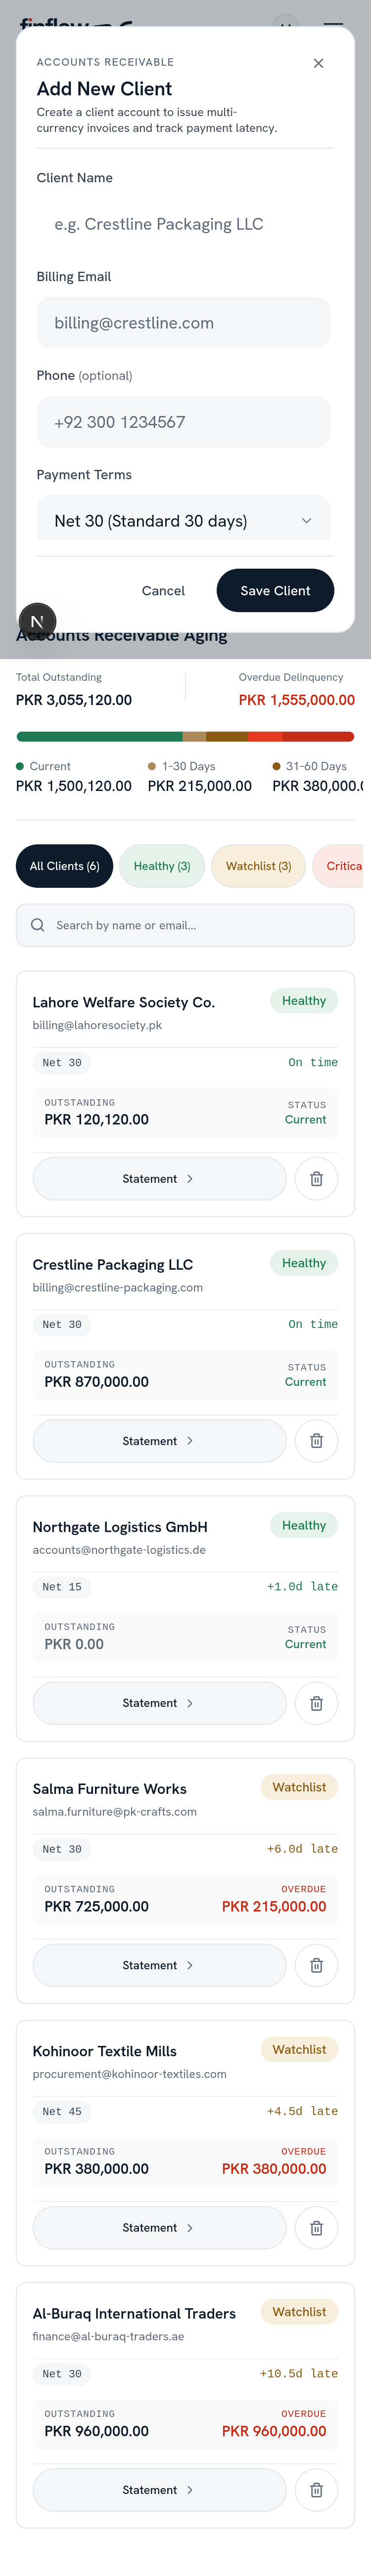 ACCOUNTS RECEIVABLE
Add New Client
Create a client account to issue multi-
currency invoices and track payment latency.
Client Name
e.g. Crestline Packaging LLC
Billing Email
billing@crestline.com
Phone (optional)
+92 300 1234567
Payment Terms
Net 30 (Standard 30 days)
Cancel
Save Client
N
Accounts Receivable Aging
Total Outstanding
Overdue Delinquency
PKR 3,055,120.00
PKR 1,555,000.00
Current
1–30 Days
31–60 Days
PKR 1,500,120.00
PKR 215,000.00
PKR 380,000.0
All Clients (6)
Healthy (3)
Watchlist (3)
Critica
Search by name or email...
Lahore Welfare Society Co.
Healthy
billing@lahoresociety.pk
Net 30
On time
OUTSTANDING
STATUS
PKR 120,120.00
Current
Statement
Crestline Packaging LLC
Healthy
billing@crestline-packaging.com
Net 30
On time
OUTSTANDING
STATUS
PKR 870,000.00
Current
Statement
Northgate Logistics GmbH
Healthy
accounts@northgate-logistics.de
Net 15
+1.0d late
OUTSTANDING
STATUS
PKR 0.00
Current
Statement
Salma Furniture Works
Watchlist
salma.furniture@pk-crafts.com
Net 30
+6.0d late
OUTSTANDING
OVERDUE
PKR 725,000.00
PKR 215,000.00
Statement
Kohinoor Textile Mills
Watchlist
procurement@kohinoor-textiles.com
Net 45
+4.5d late
OUTSTANDING
OVERDUE
PKR 380,000.00
PKR 380,000.00
Statement
Al-Buraq International Traders
Watchlist
finance@al-buraq-traders.ae
Net 30
+10.5d late
OUTSTANDING
OVERDUE
PKR 960,000.00
PKR 960,000.00
Statement